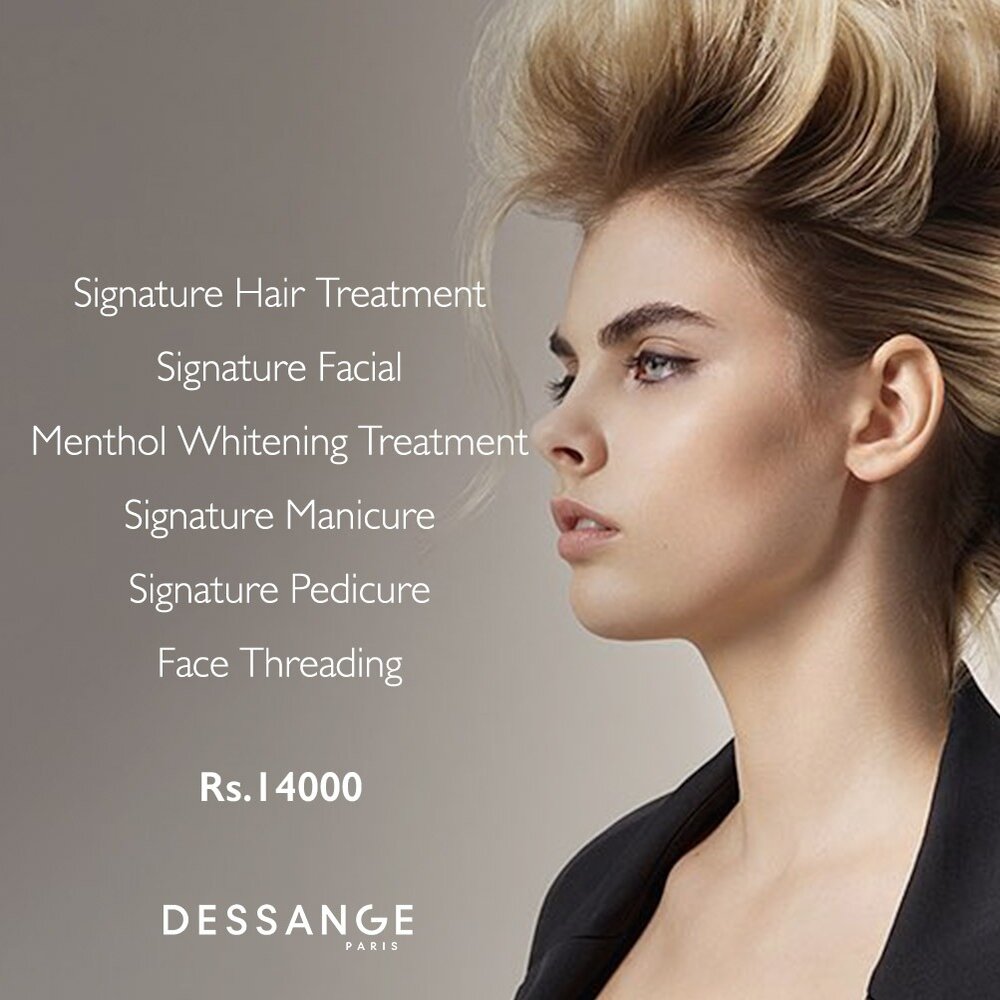 Signature Hair Treatment
Signature Facial
Menthol Whitening Treatment
Signature Manicure
Signature Pedicure
Face Threading
Rs.14000
DESSANGE
PARIS